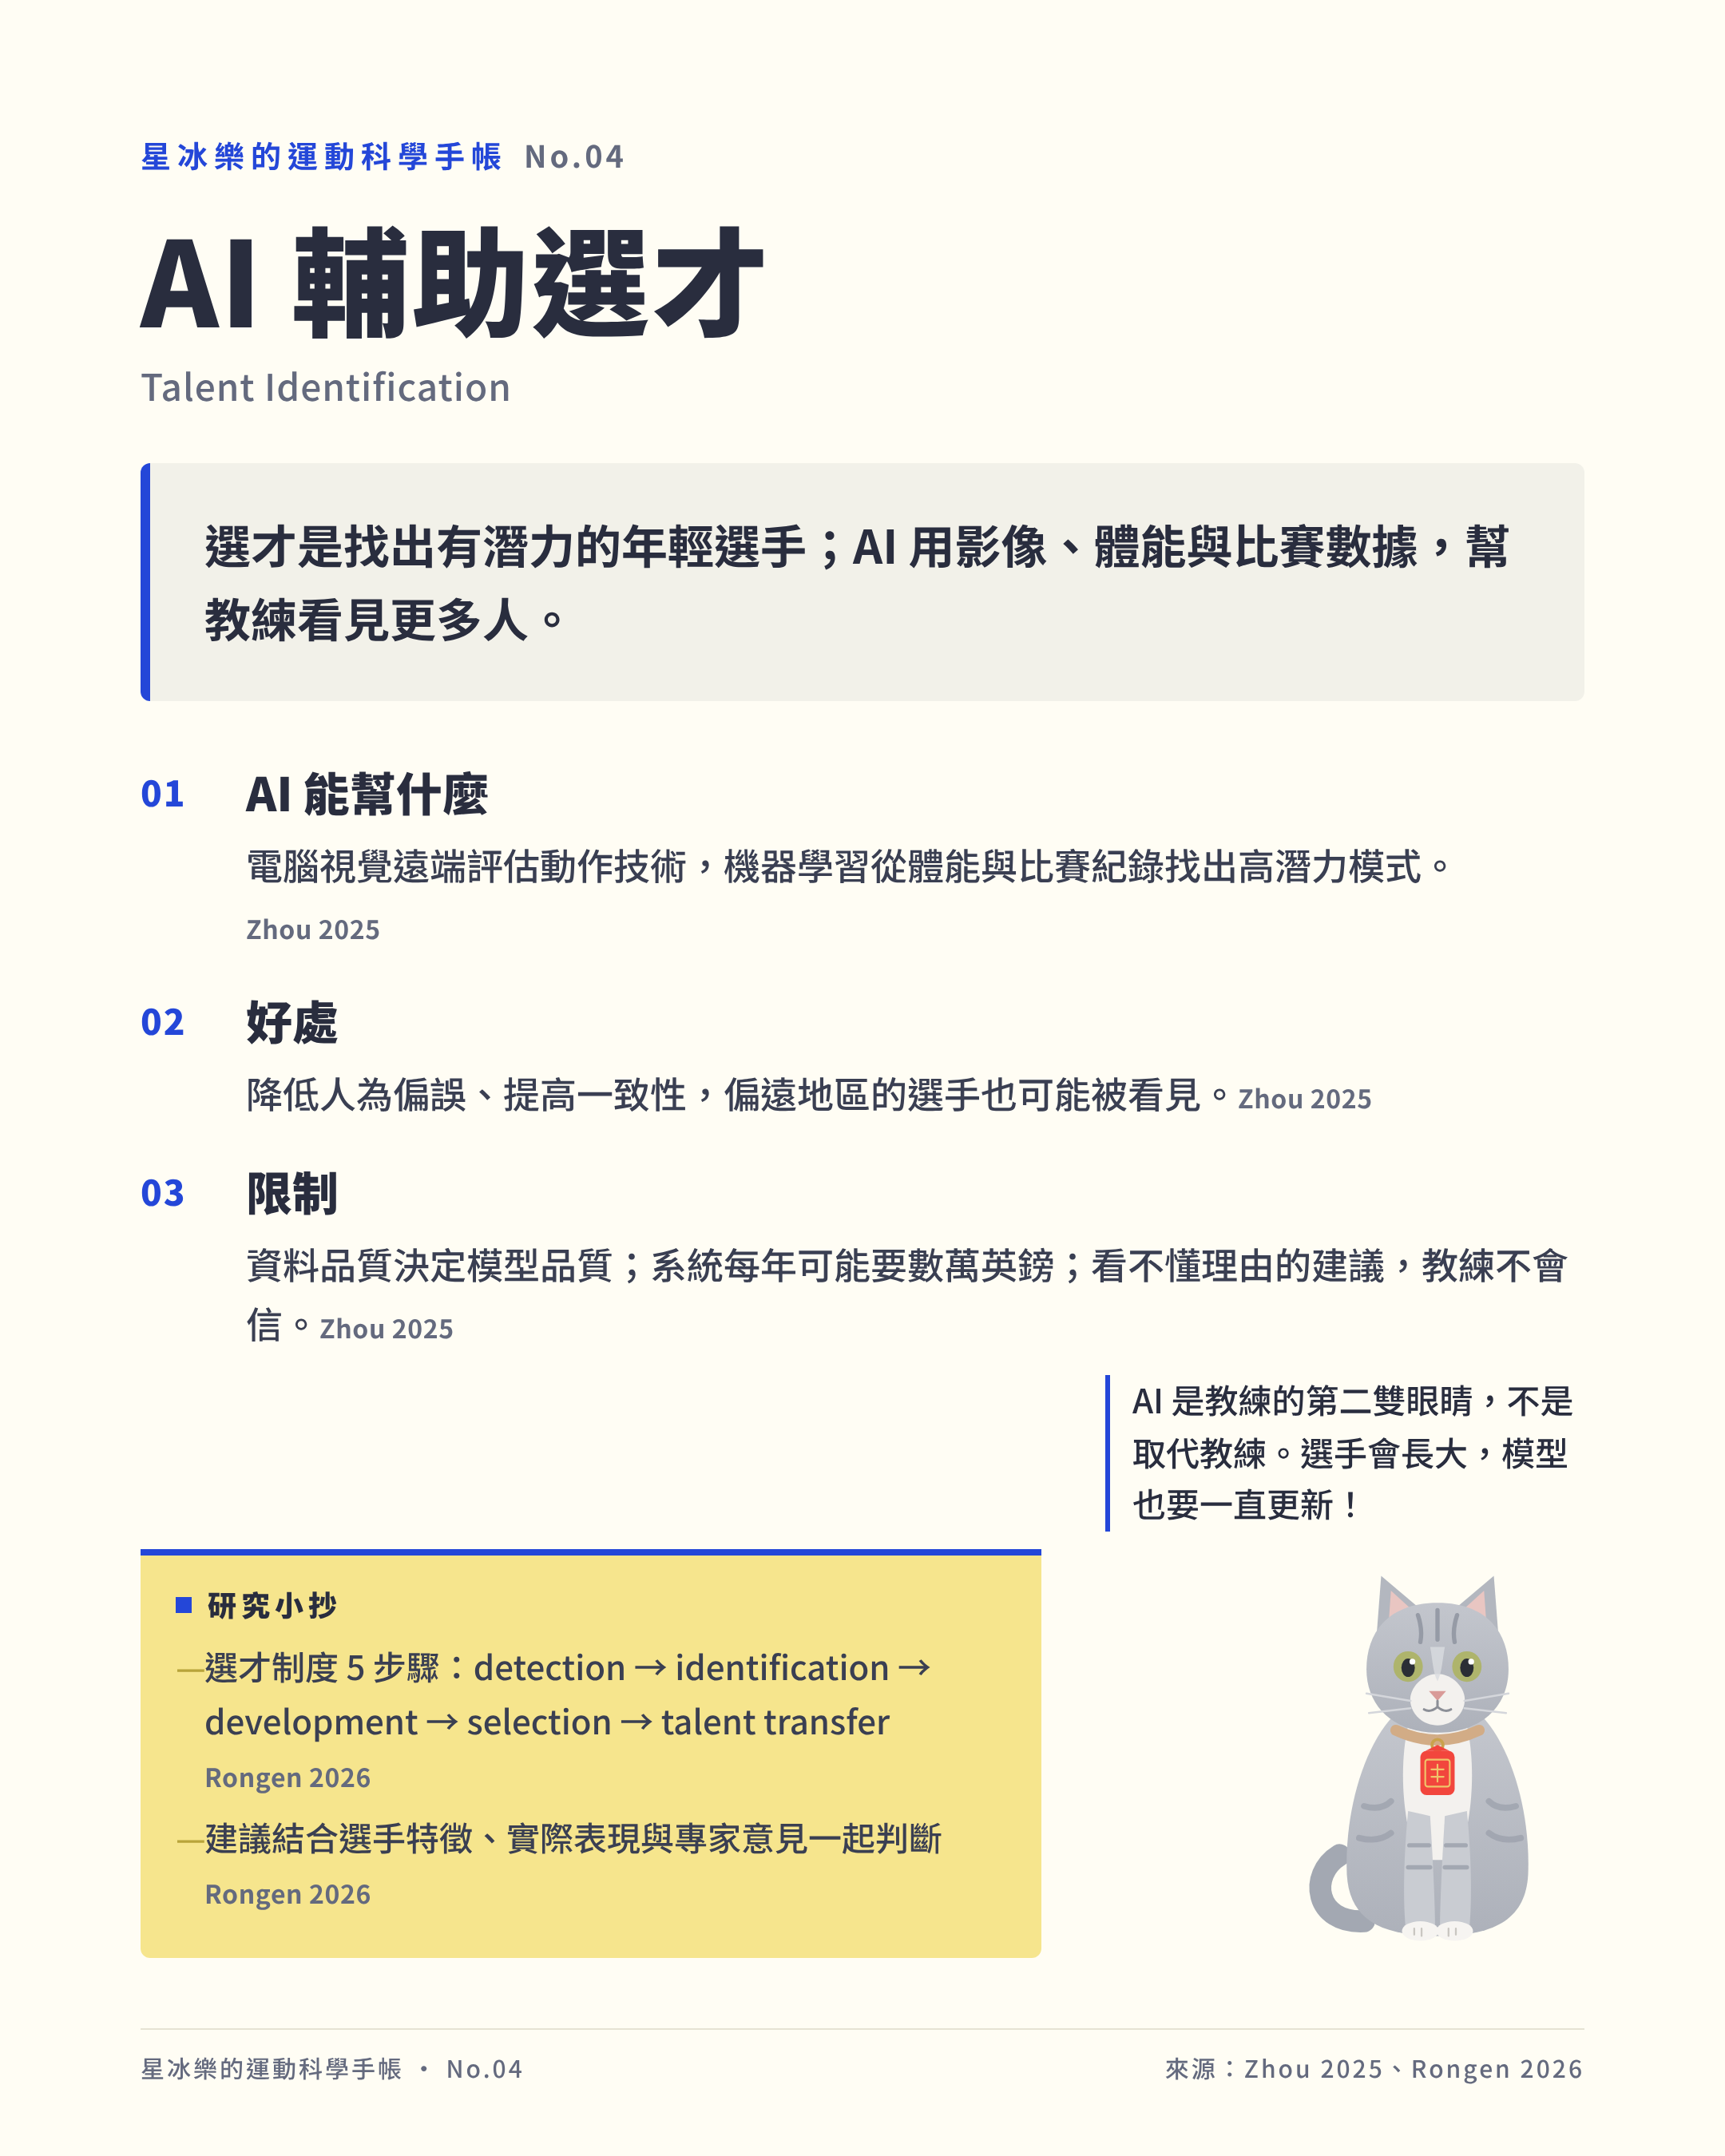 星冰樂的運動科學手帳 No.04
AI 輔助選才
Talent Identification
選才是找出有潛力的年輕選手；AI 用影像、體能與比賽數據，幫
教練看見更多人。
01 AI 能幫什麼
電腦視覺遠端評估動作技術，機器學習從體能與比賽紀錄找出高潛力模式。
Zhou 2025
02 好處
降低人為偏誤、提高一致性，偏遠地區的選手也可能被看見。Zhou 2025
03 限制
資料品質決定模型品質；系統每年可能要數萬英鎊；看不懂理由的建議，教練不會
信。Zhou 2025
AI 是教練的第二雙眼睛，不是
取代教練。選手會長大，模型
也要一直更新！
■ 研究小抄
—選才制度 5 步驟：detection → identification →
development → selection → talent transfer
Rongen 2026
—建議結合選手特徵、實際表現與專家意見一起判斷
Rongen 2026
星冰樂的運動科學手帳 · No.04
來源：Zhou 2025、Rongen 2026